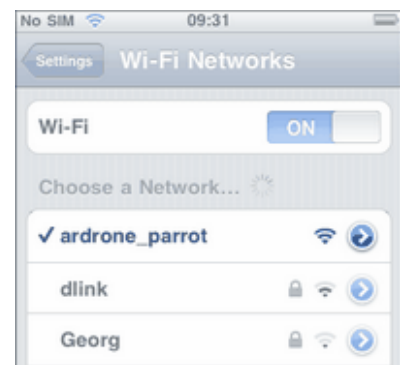 No SIM 09:31
Settings Wi-Fi Networks
Wi-Fi ON
Choose a Network...
ardrone_parrot
dlink
Georg